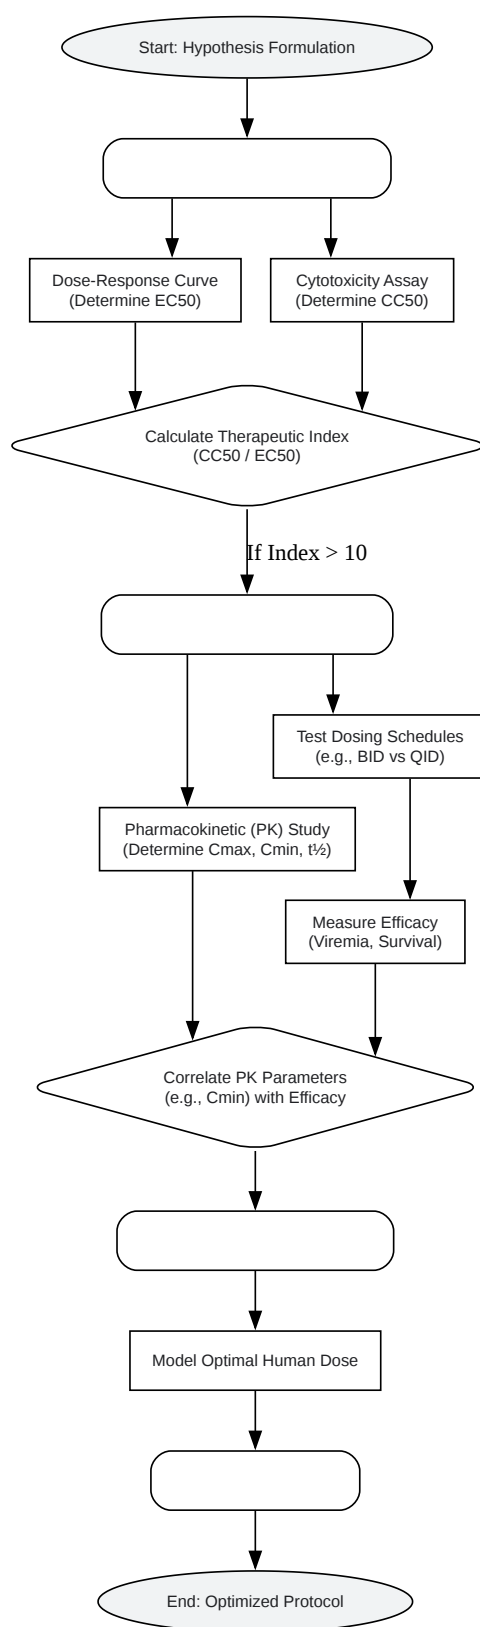 Start: Hypothesis Formulation
Dose-Response Curve
(Determine EC50)
Cytotoxicity Assay
(Determine CC50)
Calculate Therapeutic Index
(CC50 / EC50)
If Index > 10
Test Dosing Schedules
(e.g., BID vs QID)
Pharmacokinetic (PK) Study
(Determine Cmax, Cmin, t½)
Measure Efficacy
(Viremia, Survival)
Correlate PK Parameters
(e.g., Cmin) with Efficacy
Model Optimal Human Dose
End: Optimized Protocol